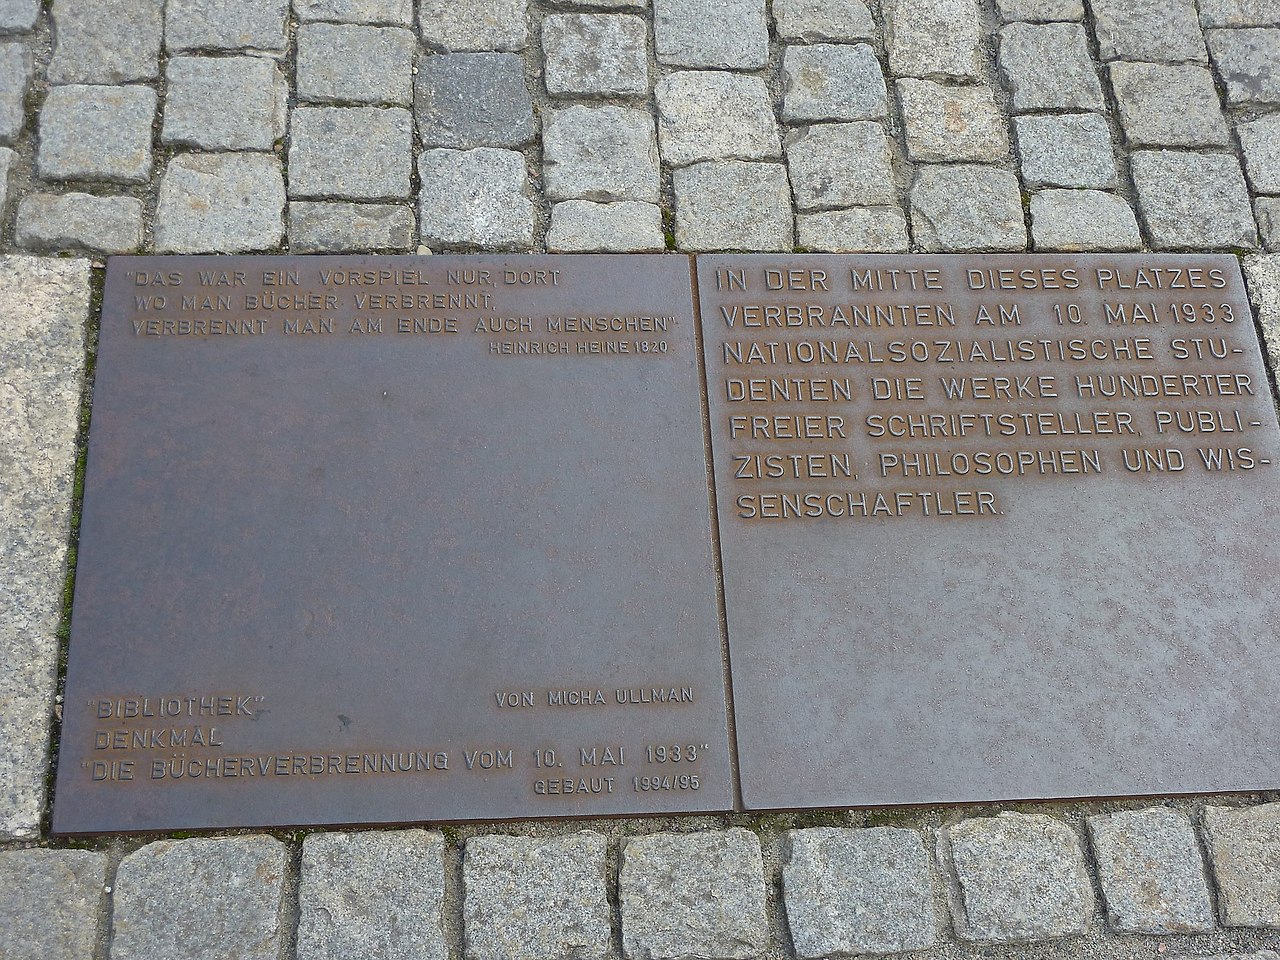 "DAS WAR EIN VORSPIEL NUR, DORT
WO MAN BÜCHER VERBRENNT,
VERBRENNT MAN AM ENDE AUCH MENSCHEN"
HEINRICH HEINE 1820
"BIBLIOTHEK"
VON MICHA ULLMAN
DENKMAL
"DIE BÜCHERVERBRENNUNG VOM 10. MAI 1933"
GEBAUT 1994/95
IN DER MITTE DIESES PLATZES
VERBRANNTEN AM 10. MAI 1933
NATIONALSOZIALISTISCHE STU-
DENTEN DIE WERKE HUNDERTER
FREIER SCHRIFTSTELLER, PUBLI-
ZISTEN, PHILOSOPHEN UND WIS-
SENSCHAFTLER.